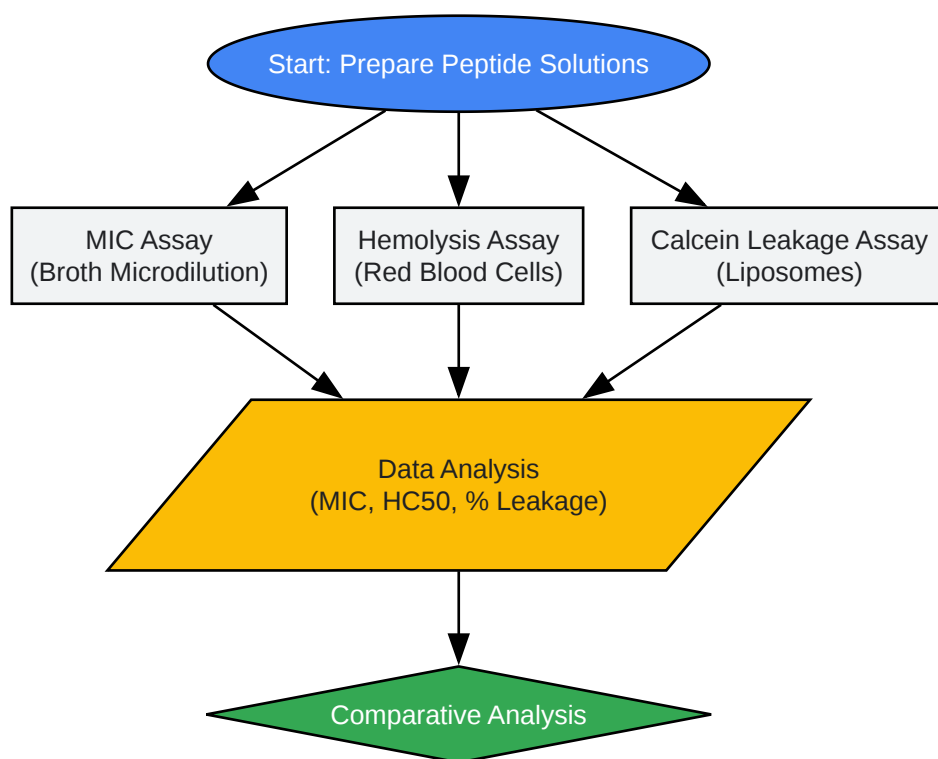 Start: Prepare Peptide Solutions
MIC Assay
(Broth Microdilution)
Hemolysis Assay
(Red Blood Cells)
Calcein Leakage Assay
(Liposomes)
Data Analysis
(MIC, HC50, % Leakage)
Comparative Analysis